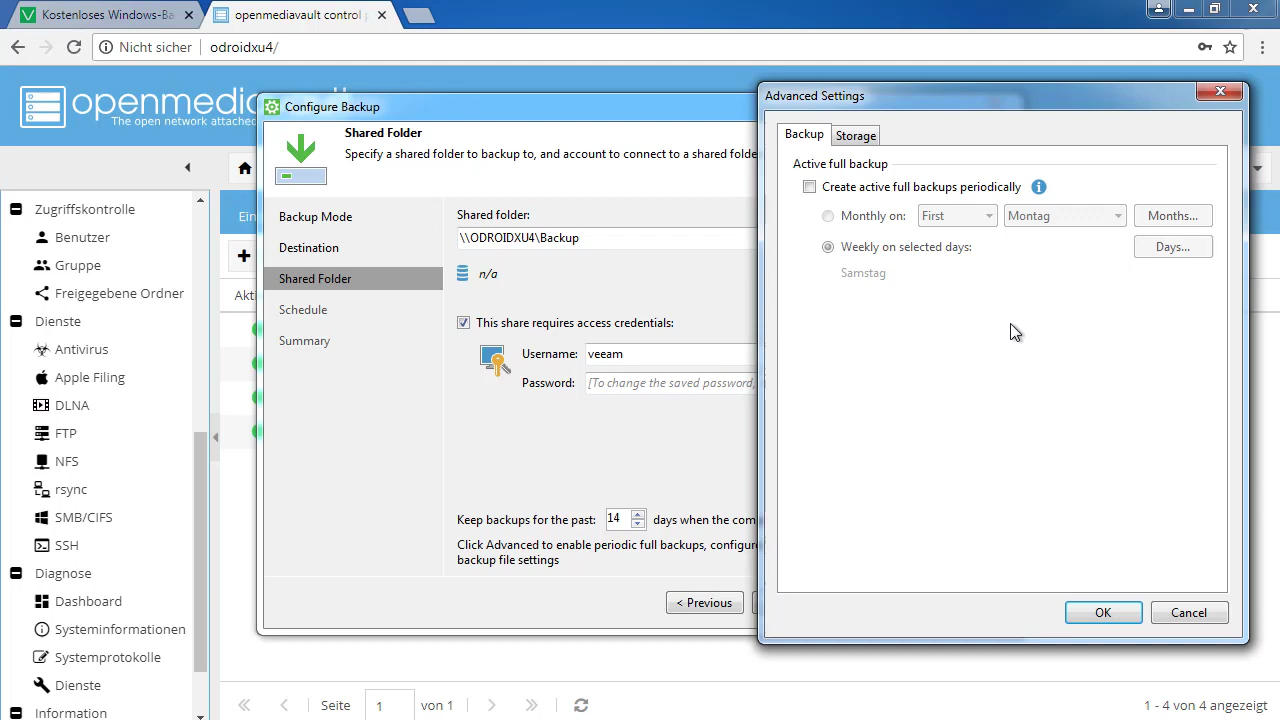 Kostenloses Windows-Ba
openmediavault control p
Nicht sicher
odroidxu4/
openmedia
The open network attached
Zugriffskontrolle
Benutzer
Gruppe
Freigegebene Ordner
Dienste
Antivirus
Apple Filing
DLNA
FTP
NFS
rsync
SMB/CIFS
SSH
Diagnose
Dashboard
Systeminformationen
Systemprotokolle
Dienste
Information
Ein
Akti
Configure Backup
Shared Folder
Specify a shared folder to backup to, and account to connect to a shared folde
Backup Mode
Destination
Shared Folder
Schedule
Summary
Shared folder:
\\ODROIDXU4\Backup
n/a
This share requires access credentials:
Username:
veeam
Password:
[To change the saved password,
Keep backups for the past:
14
days when the com
Click Advanced to enable periodic full backups, configure
backup file settings
< Previous
Advanced Settings
Backup
Storage
Active full backup
Create active full backups periodically
Monthly on:
First
Montag
Months...
Weekly on selected days:
Days...
Samstag
OK
Cancel
Seite
1
von 1
1 - 4 von 4 angezeigt